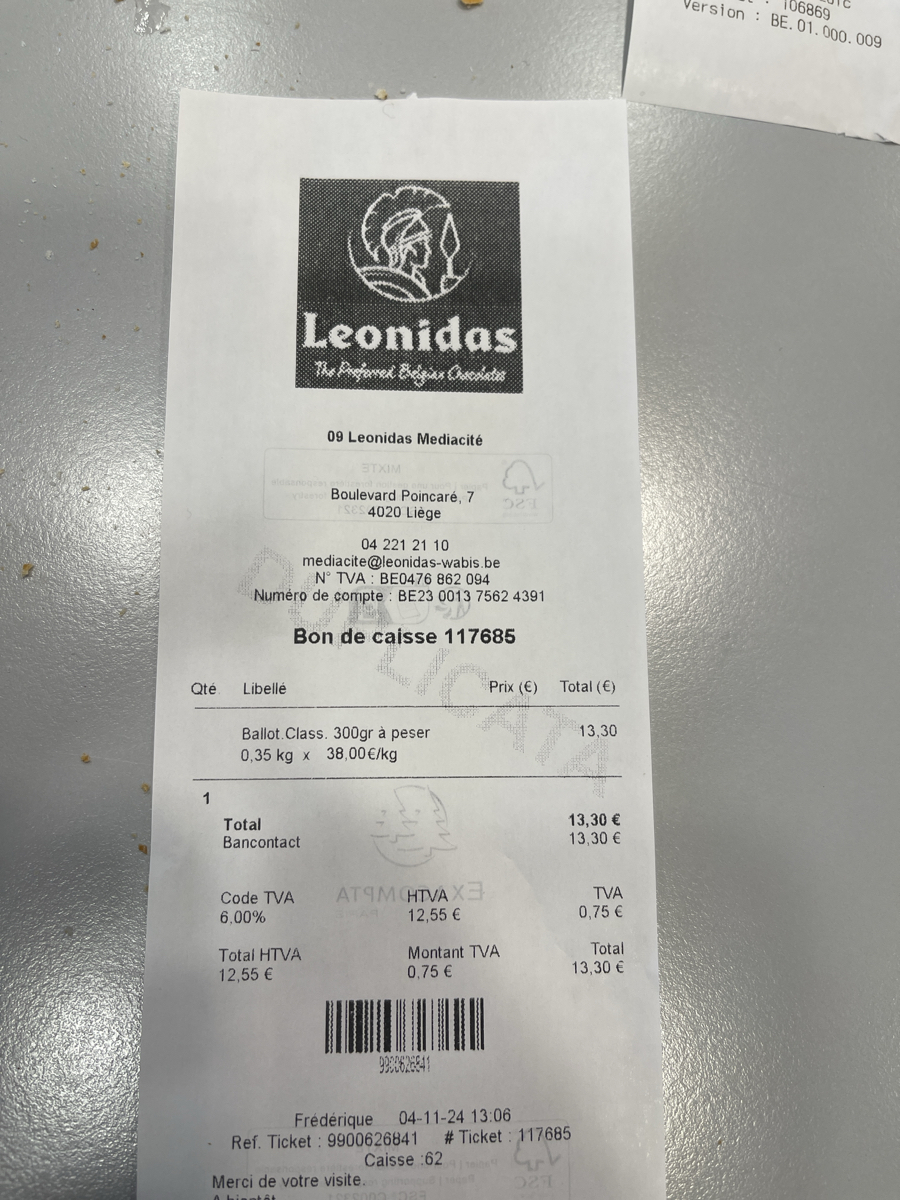 106869
Version : BE.01.000.009
Leonidas
The Preferred Belgian Chocolates
09 Leonidas Mediacité
MIXTE
FSC
Boulevard Poincaré, 7
4020 Liège
04 221 21 10
mediacite@leonidas-wabis.be
N° TVA : BE0476 862 094
Numéro de compte : BE23 0013 7562 4391
DUPLICATA
Bon de caisse 117685
Qté Libellé Prix (€) Total (€)
Ballot.Class. 300gr à peser 13,30
0,35 kg x 38,00€/kg
1
Total 13,30 €
Bancontact 13,30 €
EXACOMPTA
Code TVA HTVA TVA
6,00% 12,55 € 0,75 €
Total HTVA Montant TVA Total
12,55 € 0,75 € 13,30 €
9900626841
Frédérique 04-11-24 13:06
Ref. Ticket : 9900626841 # Ticket : 117685
Caisse :62
Merci de votre visite.
A bientôt
FSC